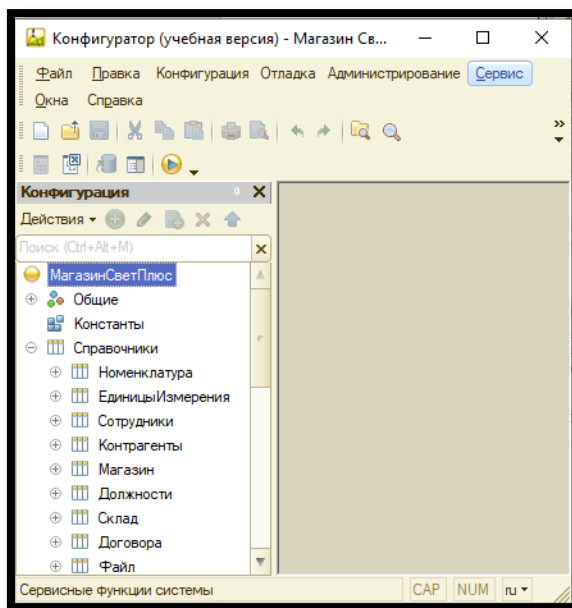 Конфигуратор (учебная версия) - Магазин Св...
Файл Правка Конфигурация Отладка Администрирование Сервис
Окна Справка
Конфигурация
Действия
Поиск (Ctrl+Alt+M)
МагазинСветПлюс
Общие
Константы
Справочники
Номенклатура
ЕдиницыИзмерения
Сотрудники
Контрагенты
Магазин
Должности
Склад
Договора
Файл
Сервисные функции системы CAP NUM ru